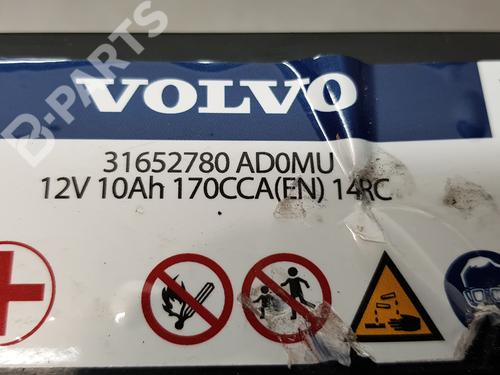 B-PARTS
VOLVO
31652780 AD0MU
12V 10Ah 170CCA(EN) 14RC